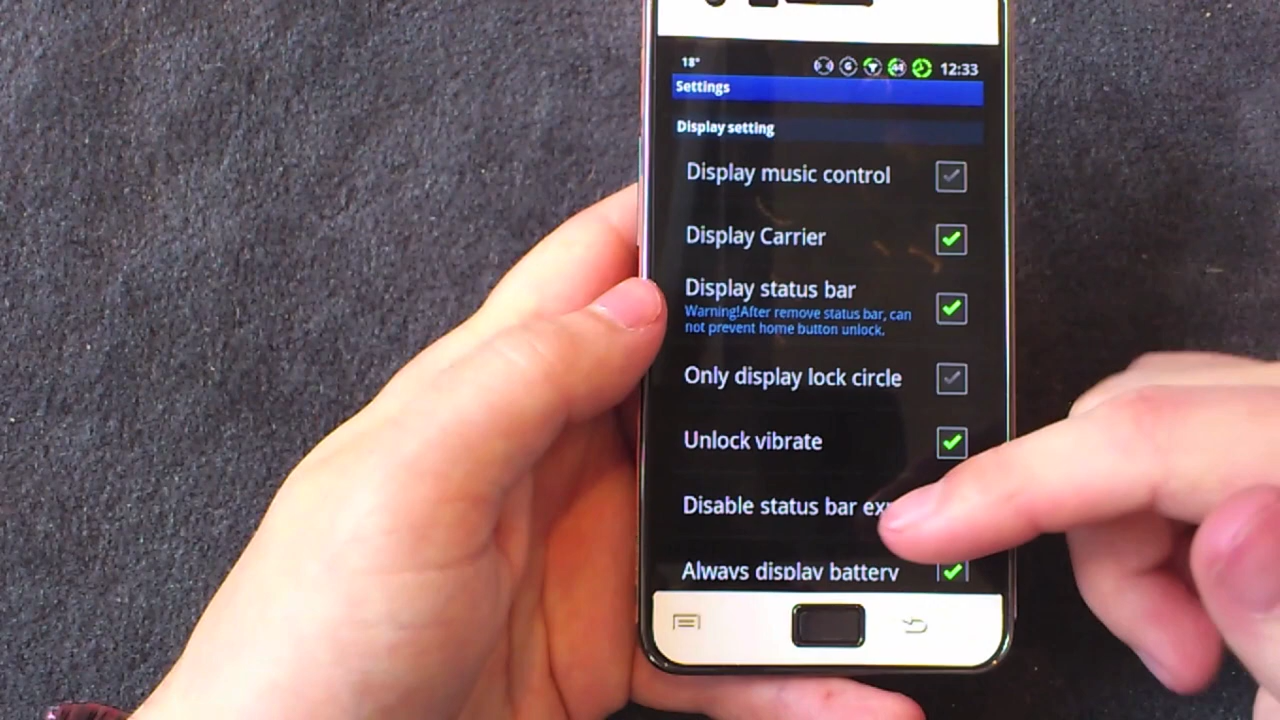 18°
12:33
Settings
Display setting
Display music control
Display Carrier
Display status bar
Warning!After remove status bar, can
not prevent home button unlock.
Only display lock circle
Unlock vibrate
Disable status bar
Always display battery